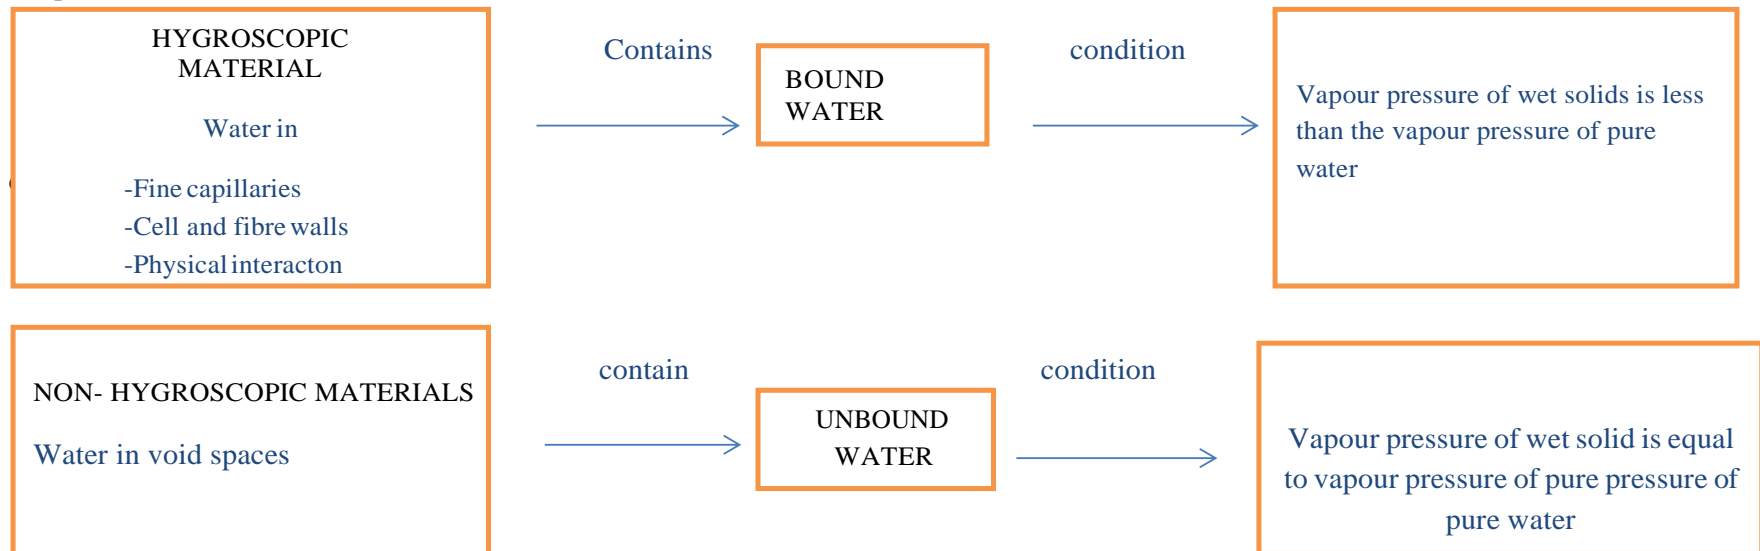 HYGROSCOPIC
MATERIAL
Water in
-Fine capillaries
-Cell and fibre walls
-Physical interacton
Contains
BOUND
WATER
condition
Vapour pressure of wet solids is less
than the vapour pressure of pure
water
NON- HYGROSCOPIC MATERIALS
Water in void spaces
contain
UNBOUND
WATER
condition
Vapour pressure of wet solid is equal
to vapour pressure of pure pressure of
pure water